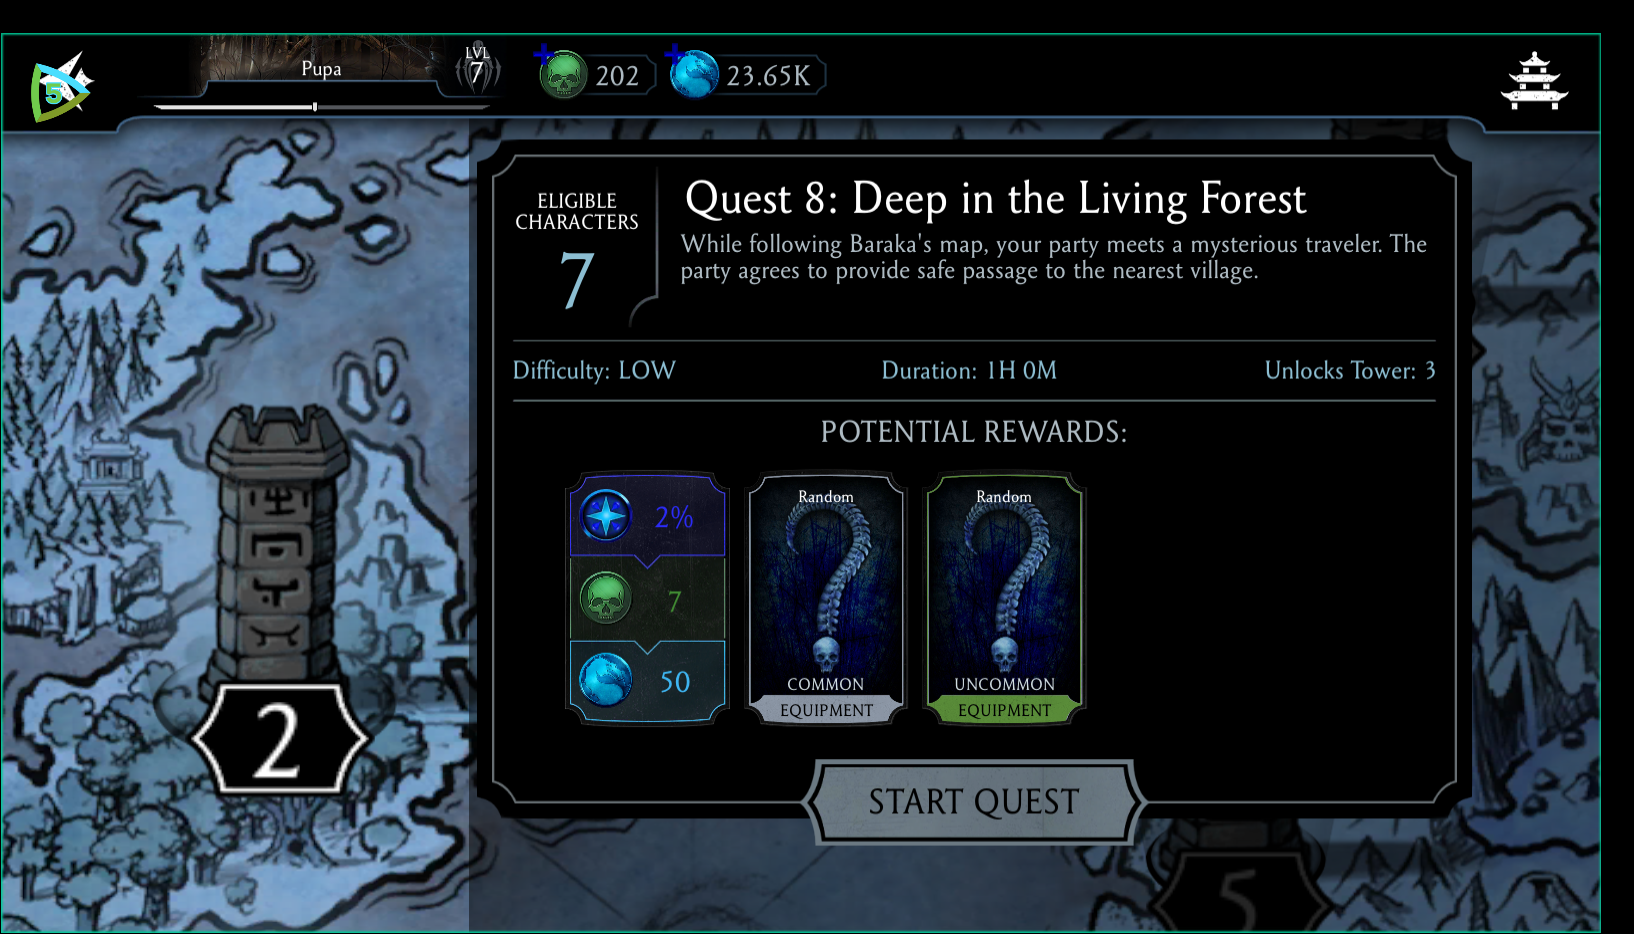 5
Pupa
LVL
7
202
23.65K
ELIGIBLE
CHARACTERS
7
Quest 8: Deep in the Living Forest
While following Baraka's map, your party meets a mysterious traveler. The
party agrees to provide safe passage to the nearest village.
Difficulty: LOW
Duration: 1H 0M
Unlocks Tower: 3
POTENTIAL REWARDS:
2%
7
50
Random
COMMON
EQUIPMENT
Random
UNCOMMON
EQUIPMENT
START QUEST
2
5